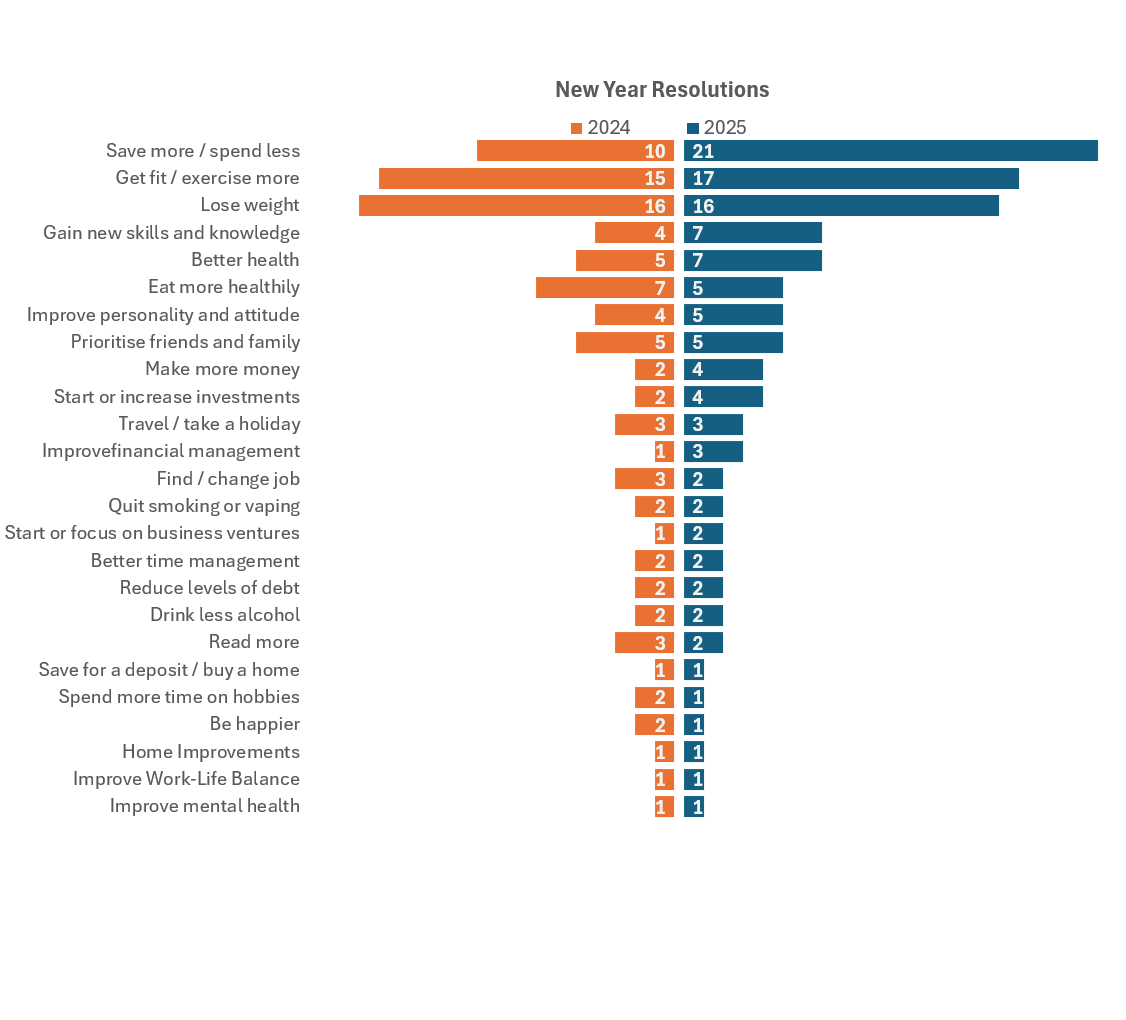 New Year Resolutions
2024 2025
Save more / spend less 10 21
Get fit / exercise more 15 17
Lose weight 16 16
Gain new skills and knowledge 4 7
Better health 5 7
Eat more healthily 7 5
Improve personality and attitude 4 5
Prioritise friends and family 5 5
Make more money 2 4
Start or increase investments 2 4
Travel / take a holiday 3 3
Improvefinancial management 1 3
Find / change job 3 2
Quit smoking or vaping 2 2
Start or focus on business ventures 1 2
Better time management 2 2
Reduce levels of debt 2 2
Drink less alcohol 2 2
Read more 3 2
Save for a deposit / buy a home 1 1
Spend more time on hobbies 2 1
Be happier 2 1
Home Improvements 1 1
Improve Work-Life Balance 1 1
Improve mental health 1 1